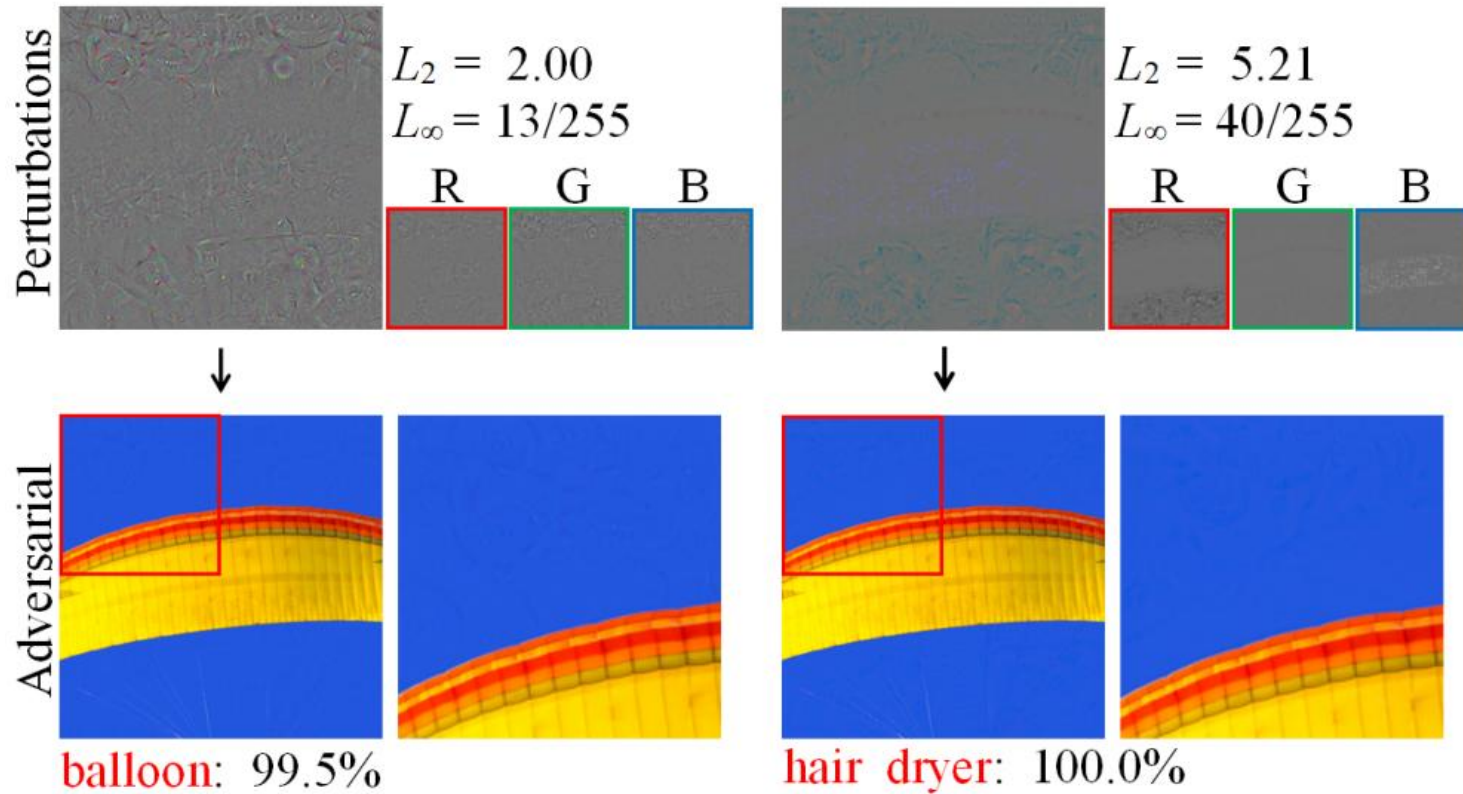 Perturbations
L₂ = 2.00
L∞ = 13/255
R G B
L₂ = 5.21
L∞ = 40/255
R G B
Adversarial
balloon: 99.5%
hair dryer: 100.0%